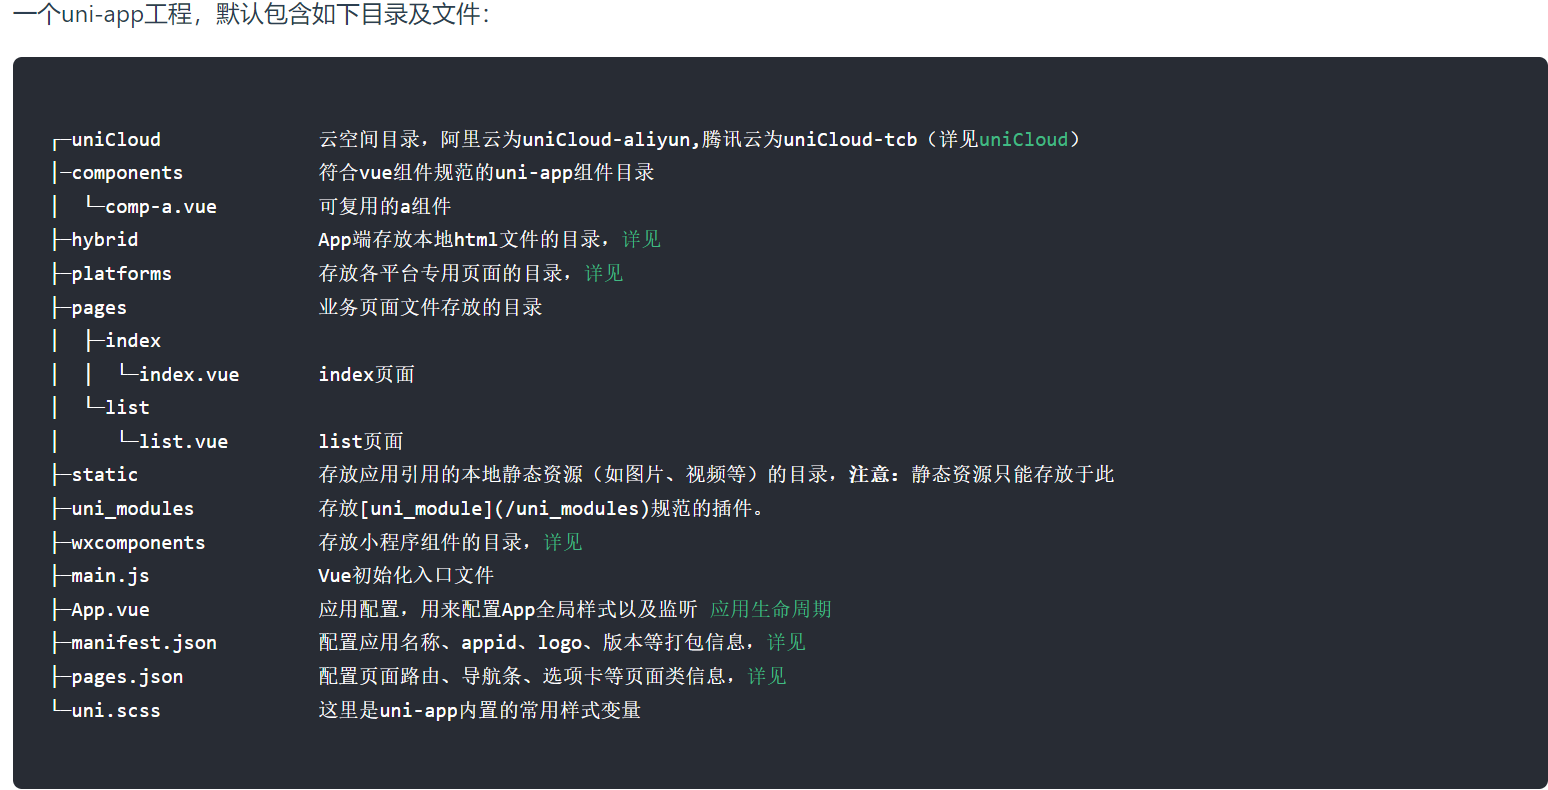 一个uni-app工程，默认包含如下目录及文件：
┌─uniCloud              云空间目录，阿里云为uniCloud-aliyun,腾讯云为uniCloud-tcb（详见uniCloud）
│─components            符合vue组件规范的uni-app组件目录
│  └─comp-a.vue         可复用的a组件
├─hybrid                App端存放本地html文件的目录，详见
├─platforms             存放各平台专用页面的目录，详见
├─pages                 业务页面文件存放的目录
│  ├─index
│  │  └─index.vue       index页面
│  └─list
│     └─list.vue        list页面
├─static                存放应用引用的本地静态资源（如图片、视频等）的目录，注意：静态资源只能存放于此
├─uni_modules           存放[uni_module](/uni_modules)规范的插件。
├─wxcomponents          存放小程序组件的目录，详见
├─main.js               Vue初始化入口文件
├─App.vue               应用配置，用来配置App全局样式以及监听 应用生命周期
├─manifest.json         配置应用名称、appid、logo、版本等打包信息，详见
├─pages.json            配置页面路由、导航条、选项卡等页面类信息，详见
└─uni.scss              这里是uni-app内置的常用样式变量